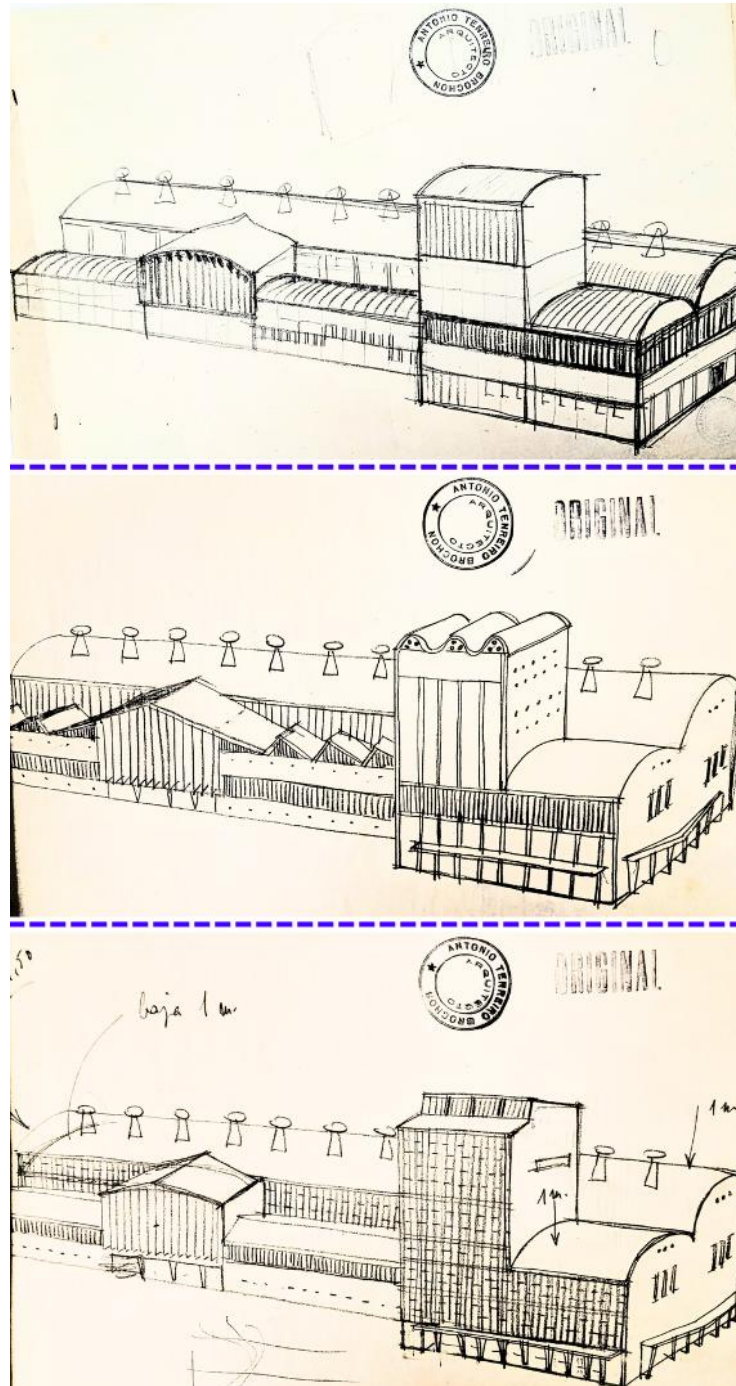 ANTONIO TENREIRO BROCHON
ARQUITECTO
ORIGINAL
ANTONIO TENREIRO BROCHON
ARQUITECTO
ORIGINAL
,50
baja 1 m.
ANTONIO TENREIRO BROCHON
ARQUITECTO
ORIGINAL
1 m
1 m.